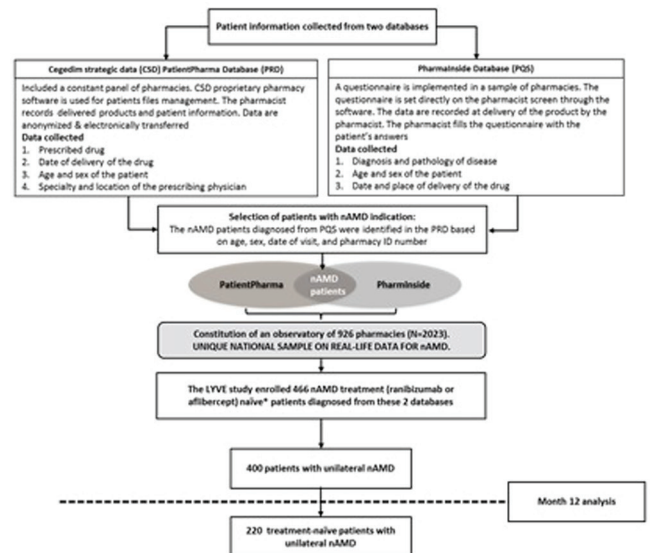 Patient information collected from two databases
Cegedim strategic data (CSD) PatientPharma Database (PRD)
Included a constant panel of pharmacies. CSD proprietary pharmacy
software is used for patients files management. The pharmacist
records delivered products and patient information. Data are
anonymized & electronically transferred
Data collected
1. Prescribed drug
2. Date of delivery of the drug
3. Age and sex of the patient
4. Specialty and location of the prescribing physician
PharmaInside Database (PQS)
A questionnaire is implemented in a sample of pharmacies. The
questionnaire is set directly on the pharmacist screen through the
software. The data are recorded at delivery of the product by the
pharmacist. The pharmacist fills the questionnaire with the
patient's answers
Data collected
1. Diagnosis and pathology of disease
2. Age and sex of the patient
3. Date and place of delivery of the drug
Selection of patients with nAMD indication:
The nAMD patients diagnosed from PQS were identified in the PRD based
on age, sex, date of visit, and pharmacy ID number
PatientPharma
nAMD
patients
PharmInside
Constitution of an observatory of 926 pharmacies (N=2023).
UNIQUE NATIONAL SAMPLE ON REAL-LIFE DATA FOR nAMD.
The LYVE study enrolled 466 nAMD treatment (ranibizumab or
aflibercept) naïve* patients diagnosed from these 2 databases
400 patients with unilateral nAMD
Month 12 analysis
220 treatment-naïve patients with
unilateral nAMD